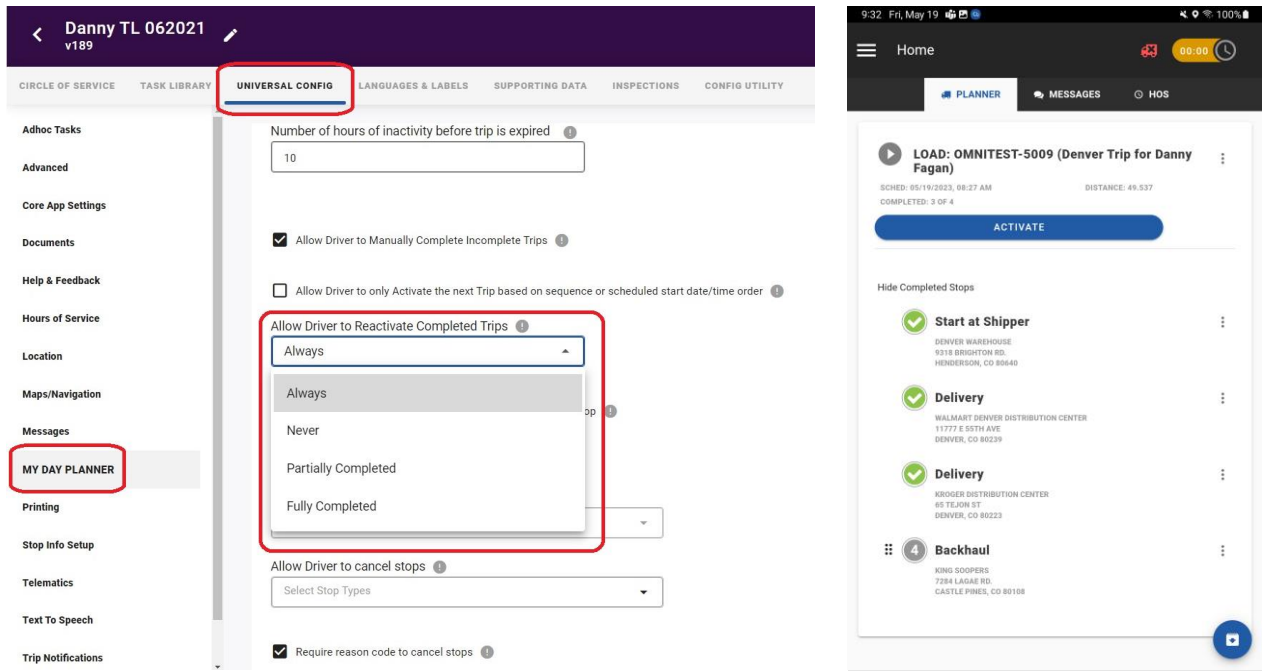 Danny TL 062021
v189
CIRCLE OF SERVICE TASK LIBRARY UNIVERSAL CONFIG LANGUAGES & LABELS SUPPORTING DATA INSPECTIONS CONFIG UTILITY
Adhoc Tasks
Advanced
Core App Settings
Documents
Help & Feedback
Hours of Service
Location
Maps/Navigation
Messages
MY DAY PLANNER
Printing
Stop Info Setup
Telematics
Text To Speech
Trip Notifications
Number of hours of inactivity before trip is expired
10
Allow Driver to Manually Complete Incomplete Trips
Allow Driver to only Activate the next Trip based on sequence or scheduled start date/time order
Allow Driver to Reactivate Completed Trips
Always
Always
op
Never
Partially Completed
Fully Completed
Allow Driver to cancel stops
Select Stop Types
Require reason code to cancel stops
9:32 Fri, May 19 100%
Home 00:00
PLANNER MESSAGES HOS
LOAD: OMNITEST-5009 (Denver Trip for Danny
Fagan)
SCHED: 05/19/2023, 08:27 AM DISTANCE: 49.537
COMPLETED: 3 OF 4
ACTIVATE
Hide Completed Stops
Start at Shipper
DENVER WAREHOUSE
9318 BRIGHTON RD.
HENDERSON, CO 80640
Delivery
WALMART DENVER DISTRIBUTION CENTER
11777 E 55TH AVE
DENVER, CO 80239
Delivery
KROGER DISTRIBUTION CENTER
65 TEJON ST
DENVER, CO 80223
4 Backhaul
KING SOOPERS
7284 LAGAE RD.
CASTLE PINES, CO 80108